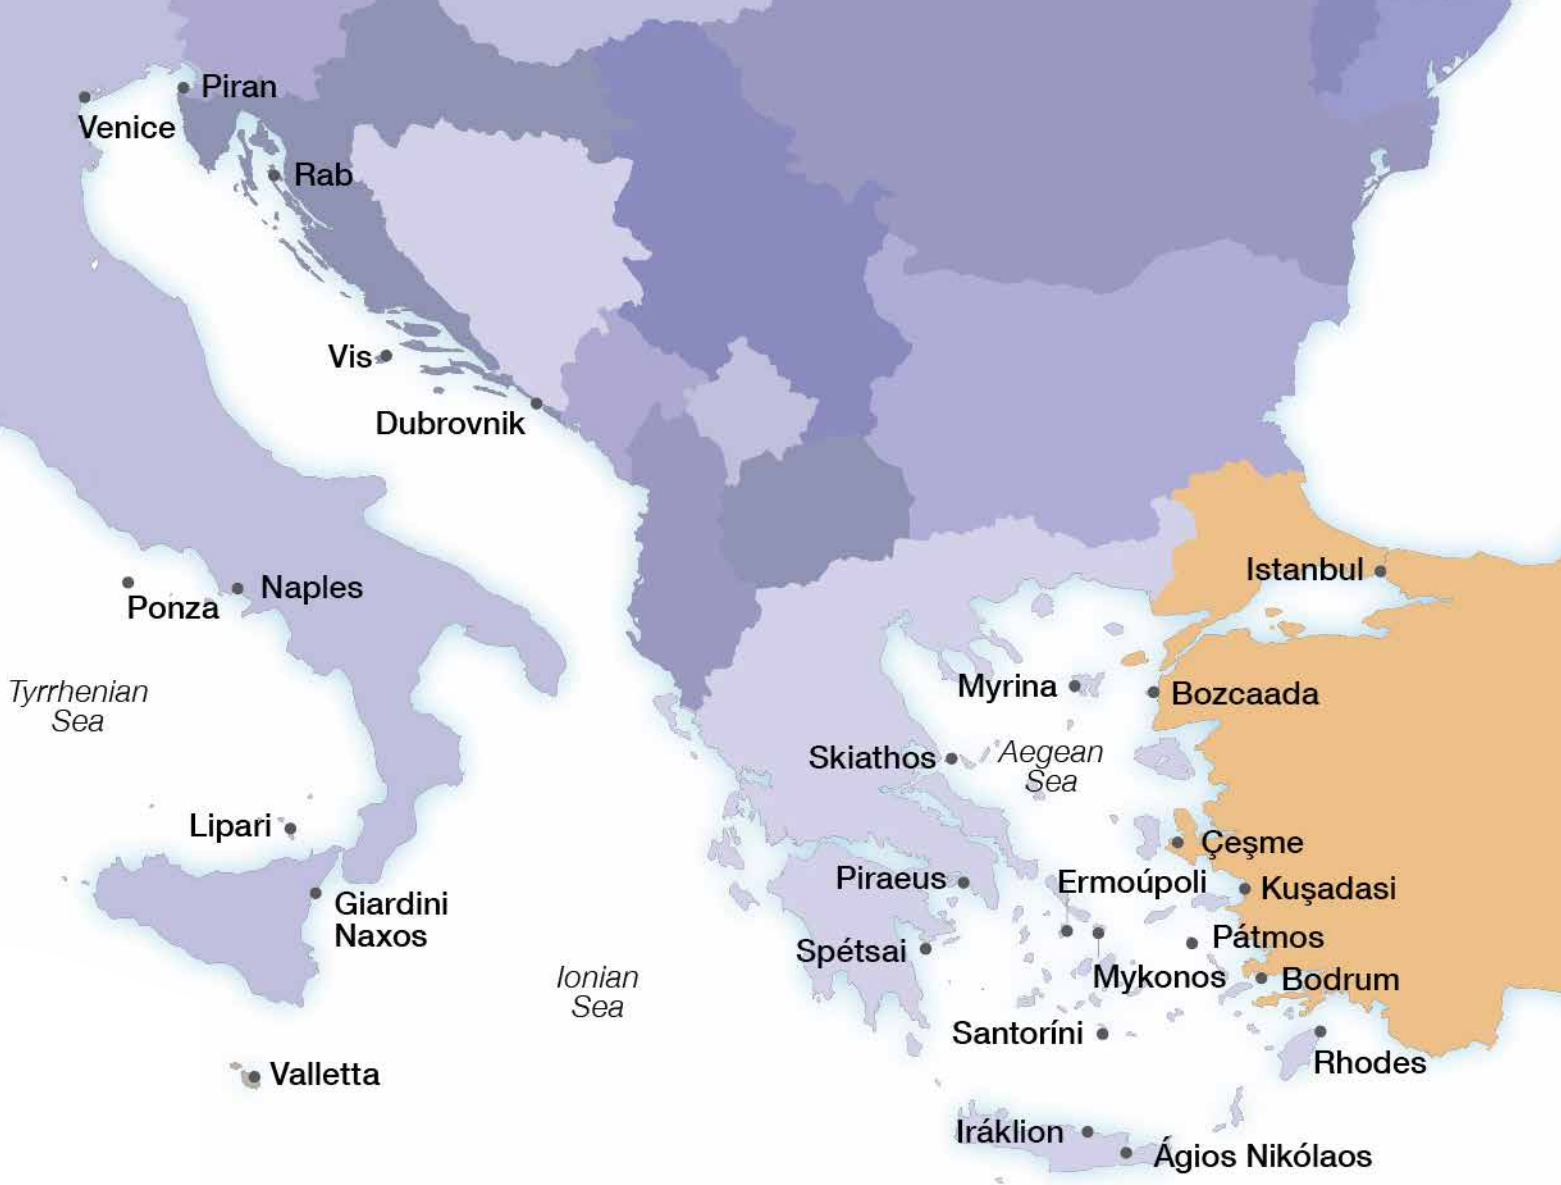 Piran
Venice
Rab
Vis
Dubrovnik
Istanbul
Naples
Ponza
Tyrrhenian
Sea
Myrina
Bozcaada
Skiathos
Aegean
Sea
Lipari
Çeşme
Piraeus
Ermoúpoli
Kuşadasi
Giardini
Naxos
Pátmos
Spétsai
Ionian
Sea
Mykonos
Bodrum
Santoríni
Rhodes
Valletta
Iráklion
Ágios Nikólaos